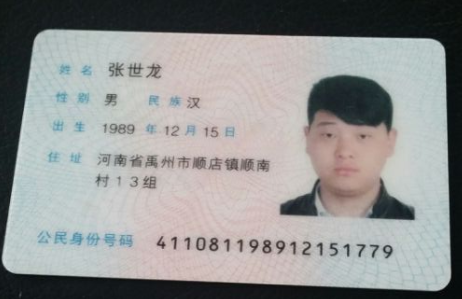 姓名 张世龙
性别 男 民族 汉
出生 1989 年 12 月 15 日
住址 河南省禹州市顺店镇顺南
村13组
公民身份号码 411081198912151779